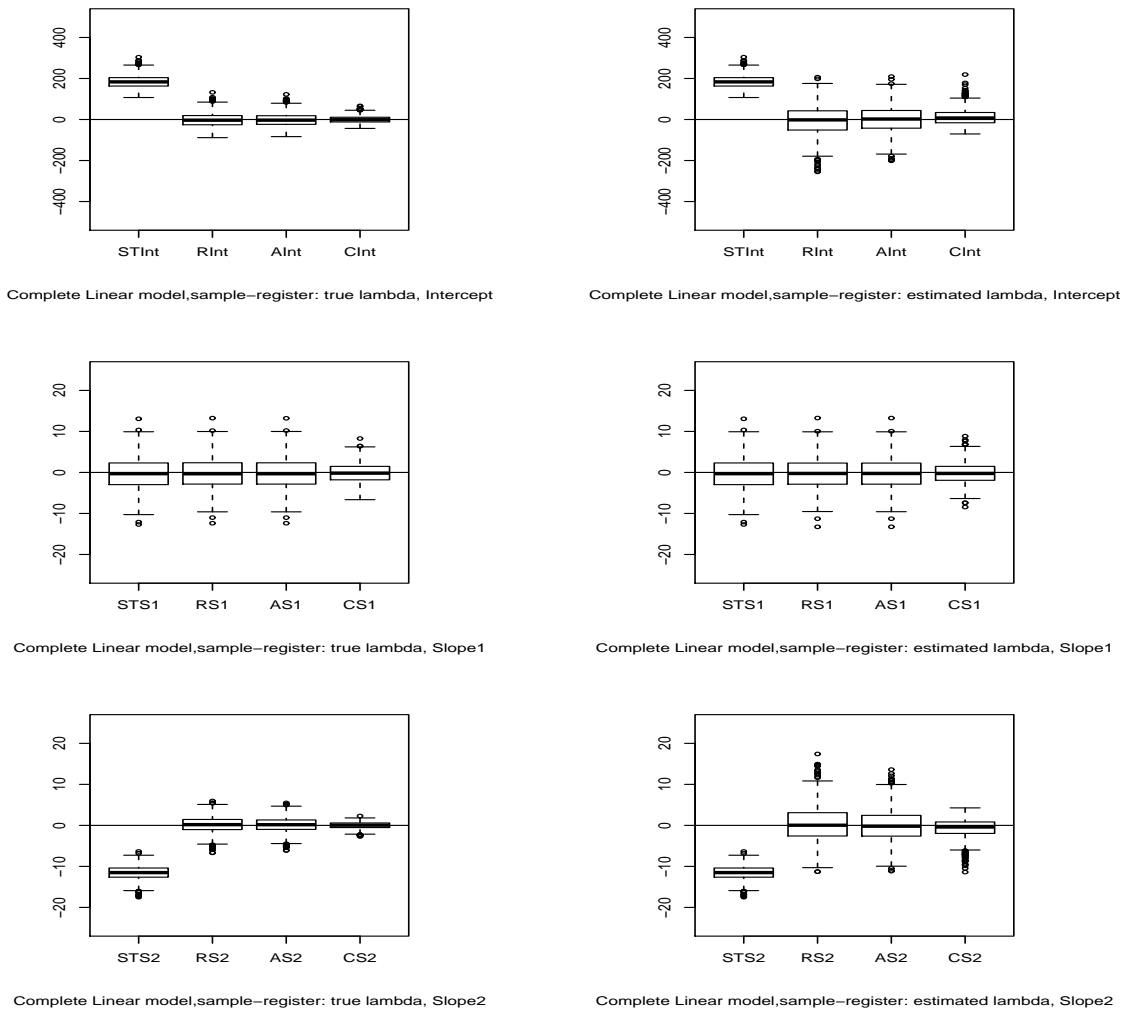 400
200
0
−200
−400
STInt RInt AInt CInt
Complete Linear model,sample−register: true lambda, Intercept
400
200
0
−200
−400
STInt RInt AInt CInt
Complete Linear model,sample−register: estimated lambda, Intercept
20
10
0
−10
−20
STS1 RS1 AS1 CS1
Complete Linear model,sample−register: true lambda, Slope1
20
10
0
−10
−20
STS1 RS1 AS1 CS1
Complete Linear model,sample−register: estimated lambda, Slope1
20
10
0
−10
−20
STS2 RS2 AS2 CS2
Complete Linear model,sample−register: true lambda, Slope2
20
10
0
−10
−20
STS2 RS2 AS2 CS2
Complete Linear model,sample−register: estimated lambda, Slope2